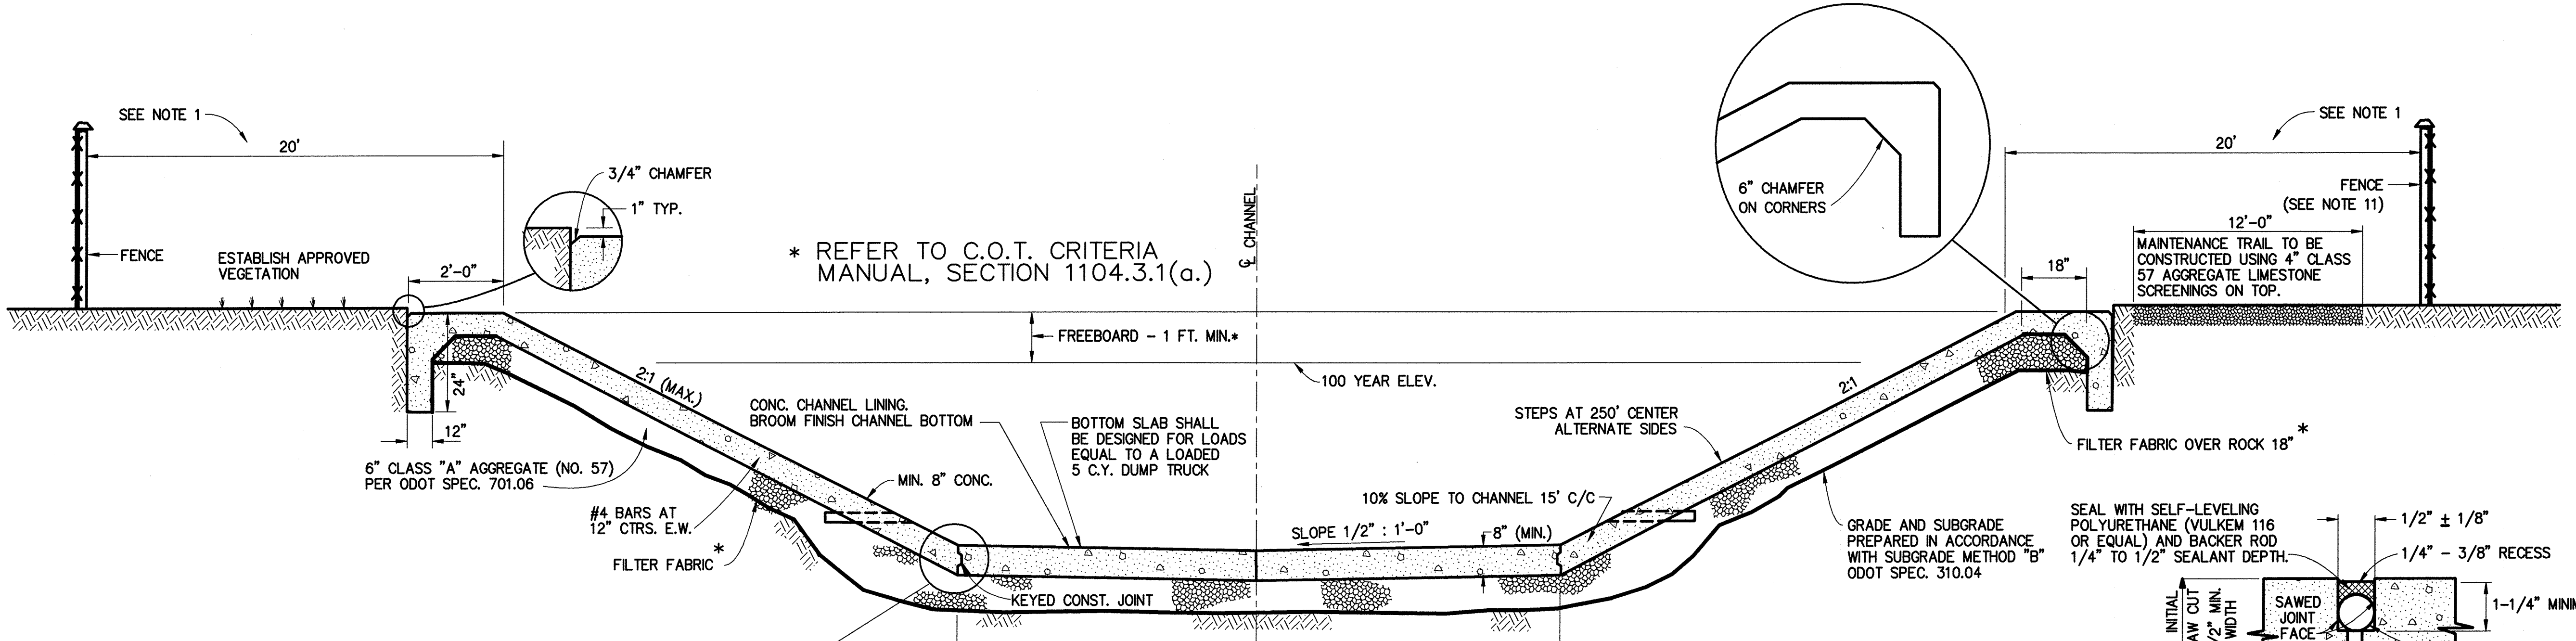 SEE NOTE 1
20'
3/4" CHAMFER
1" TYP.
FENCE
ESTABLISH APPROVED
VEGETATION
2'-0"
* REFER TO C.O.T. CRITERIA
MANUAL, SECTION 1104.3.1(a.)
℄ CHANNEL
6" CHAMFER
ON CORNERS
SEE NOTE 1
20'
FENCE
(SEE NOTE 11)
12'-0"
MAINTENANCE TRAIL TO BE
CONSTRUCTED USING 4" CLASS
57 AGGREGATE LIMESTONE
SCREENINGS ON TOP.
18"
FREEBOARD - 1 FT. MIN.*
100 YEAR ELEV.
24"
12"
2:1 (MAX.)
2:1
6" CLASS "A" AGGREGATE (NO. 57)
PER ODOT SPEC. 701.06
#4 BARS AT
12" CTRS. E.W.
FILTER FABRIC *
CONC. CHANNEL LINING.
BROOM FINISH CHANNEL BOTTOM
MIN. 8" CONC.
BOTTOM SLAB SHALL
BE DESIGNED FOR LOADS
EQUAL TO A LOADED
5 C.Y. DUMP TRUCK
STEPS AT 250' CENTER
ALTERNATE SIDES
10% SLOPE TO CHANNEL 15' C/C
SLOPE 1/2" : 1'-0"
8" (MIN.)
KEYED CONST. JOINT
FILTER FABRIC OVER ROCK 18" *
GRADE AND SUBGRADE
PREPARED IN ACCORDANCE
WITH SUBGRADE METHOD "B"
ODOT SPEC. 310.04
SEAL WITH SELF-LEVELING
POLYURETHANE (VULKEM 116
OR EQUAL) AND BACKER ROD
1/4" TO 1/2" SEALANT DEPTH.
1/2" ± 1/8"
1/4" - 3/8" RECESS
INITIAL
/2" MIN.
WIDTH
SAWED
JOINT
FACE
1-1/4"